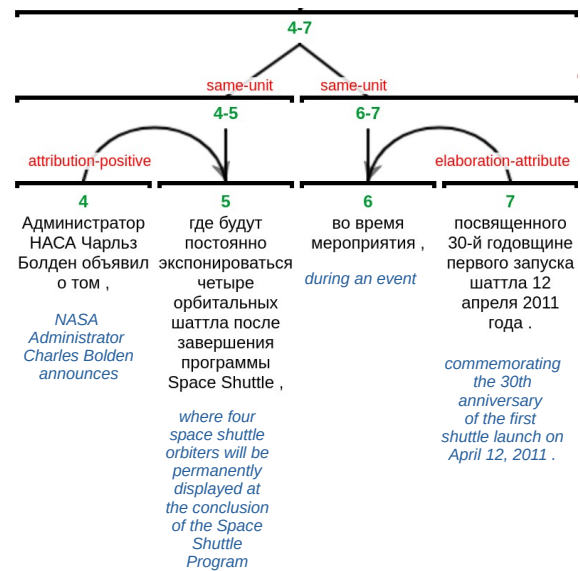 4-7
same-unit
same-unit
4-5
6-7
attribution-positive
elaboration-attribute
4
Администратор
НАСА Чарльз
Болден объявил
о том ,
NASA
Administrator
Charles Bolden
announces
5
где будут
постоянно
экспонироваться
четыре
орбитальных
шаттла после
завершения
программы
Space Shuttle ,
where four
space shuttle
orbiters will be
permanently
displayed at
the conclusion
of the Space
Shuttle
Program
6
во время
мероприятия ,
during an event
7
посвященного
30-й годовщине
первого запуска
шаттла 12
апреля 2011
года .
commemorating
the 30th
anniversary
of the first
shuttle launch on
April 12, 2011 .